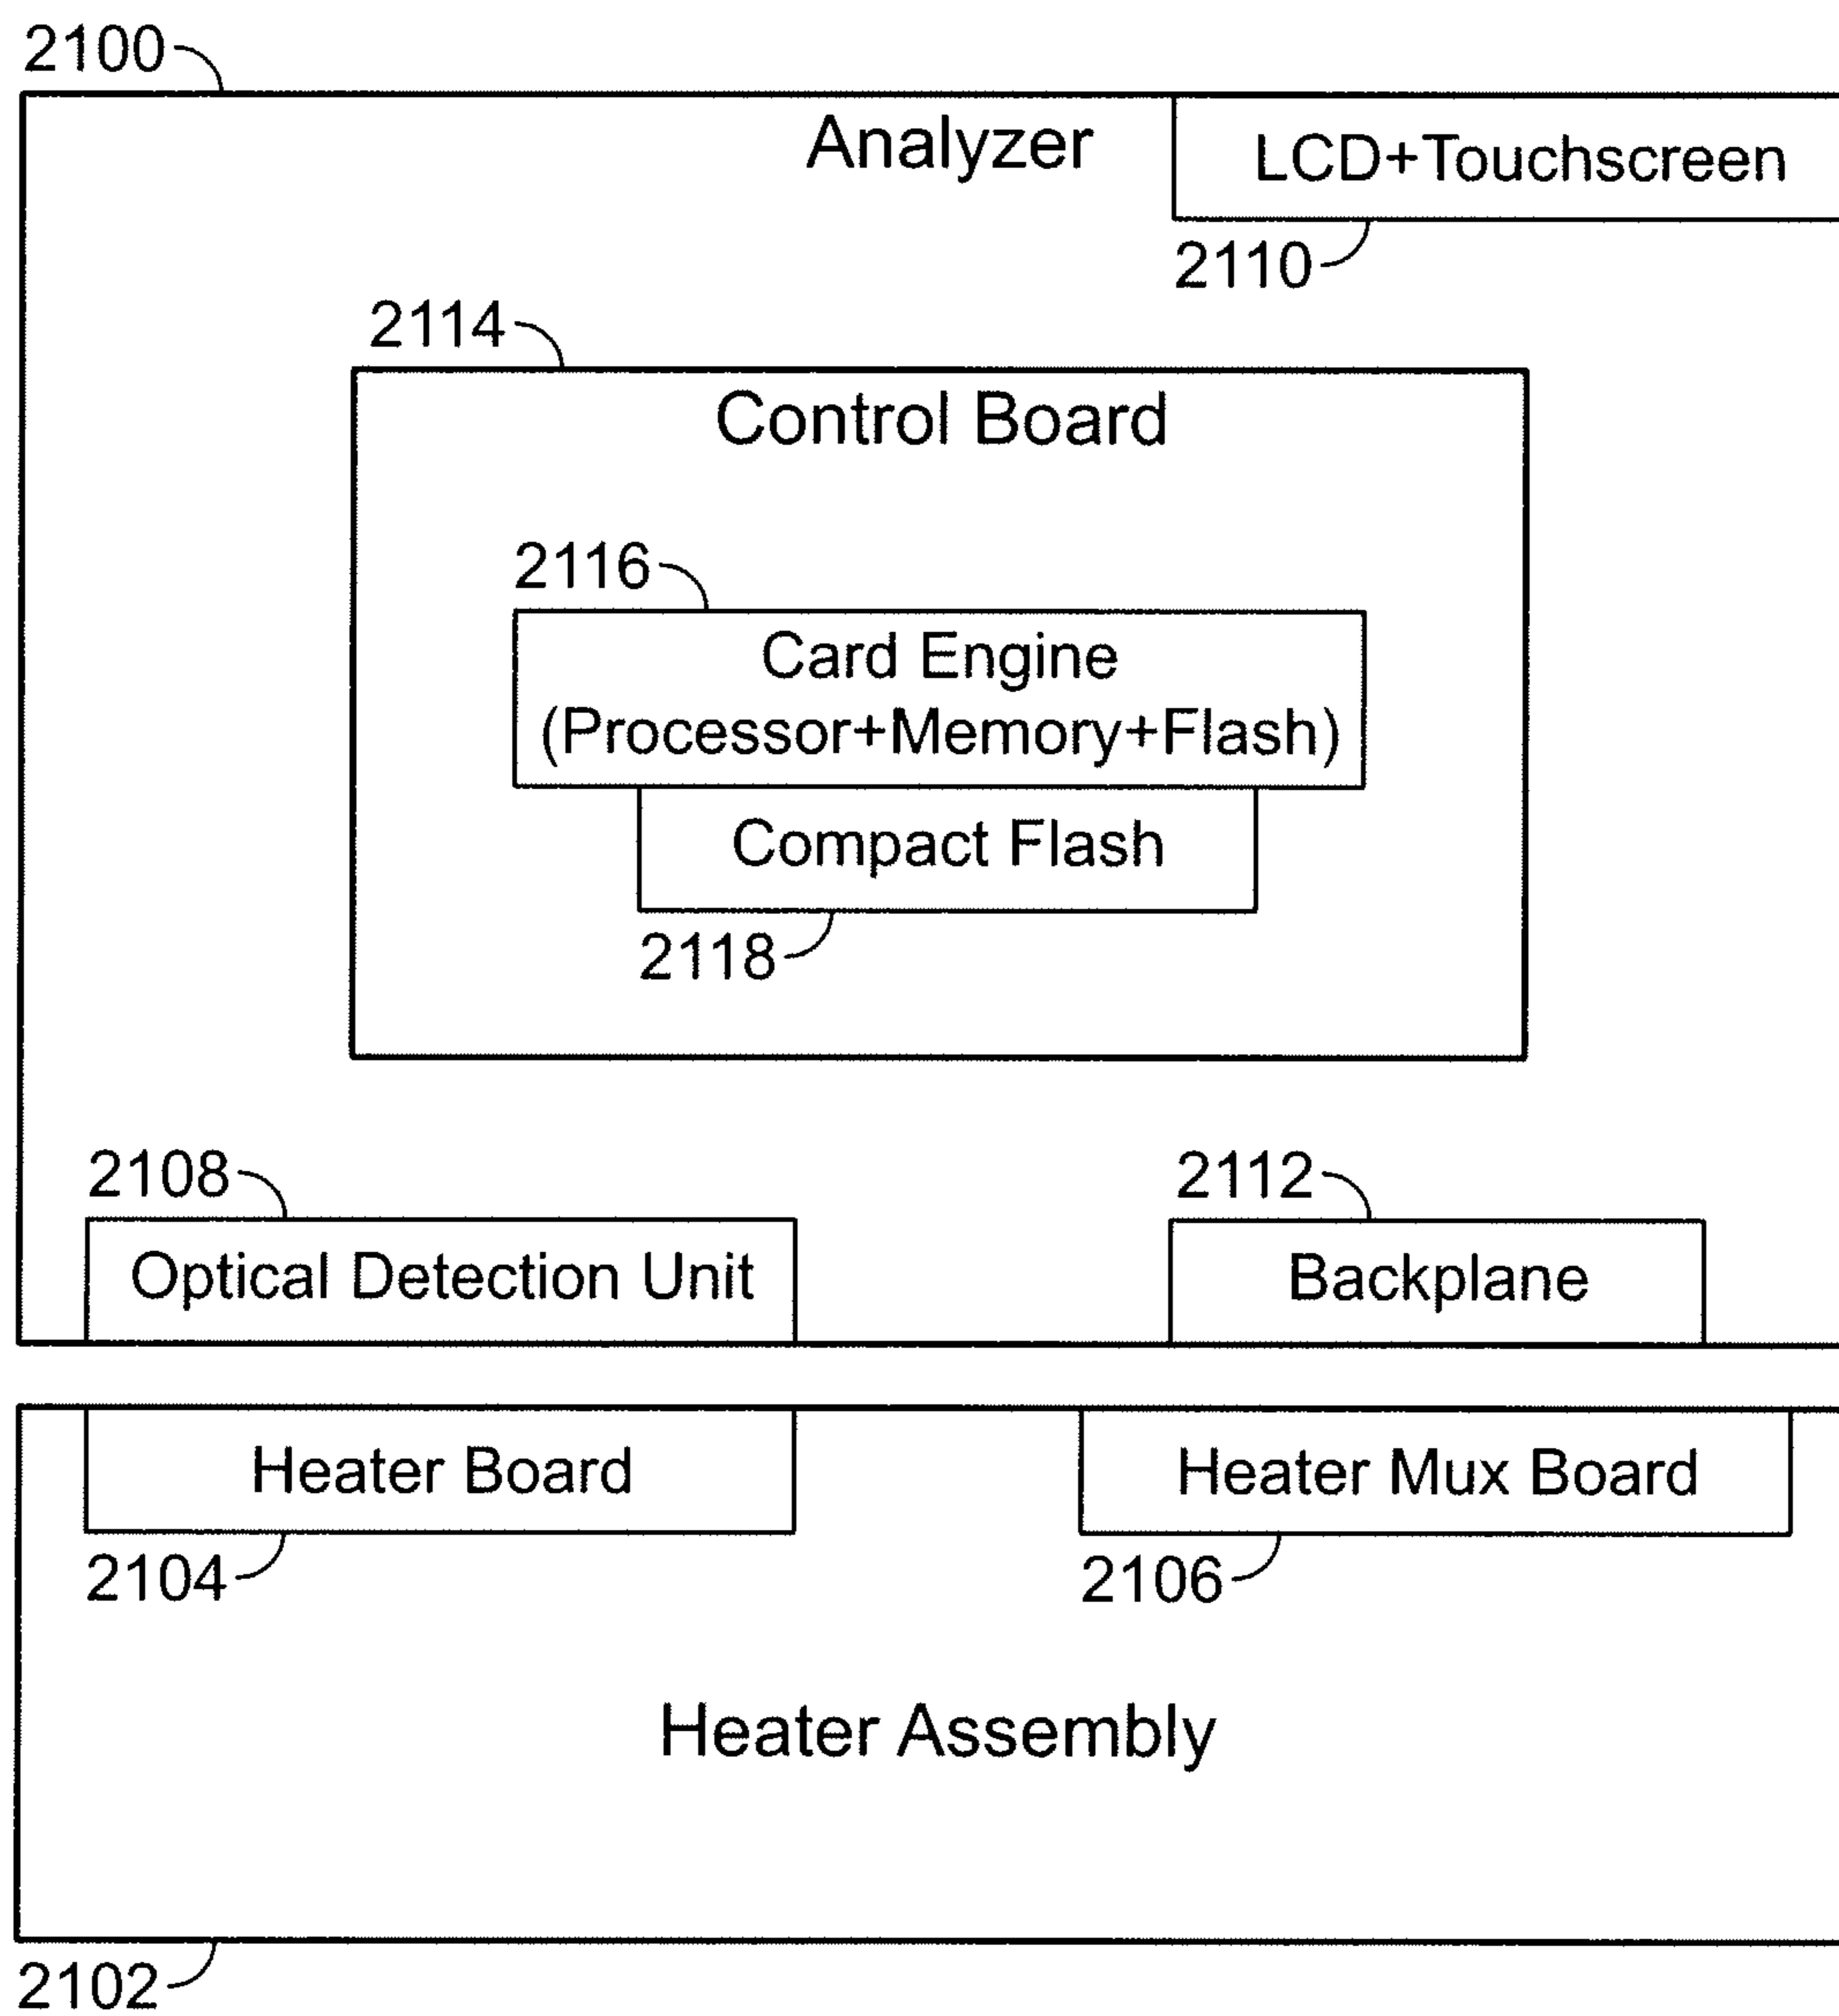 2100
Analyzer
LCD+Touchscreen
2110
2114
Control Board
2116
Card Engine
(Processor+Memory+Flash)
Compact Flash
2118
2108
2112
Optical Detection Unit
Backplane
Heater Board
Heater Mux Board
2104
2106
Heater Assembly
2102